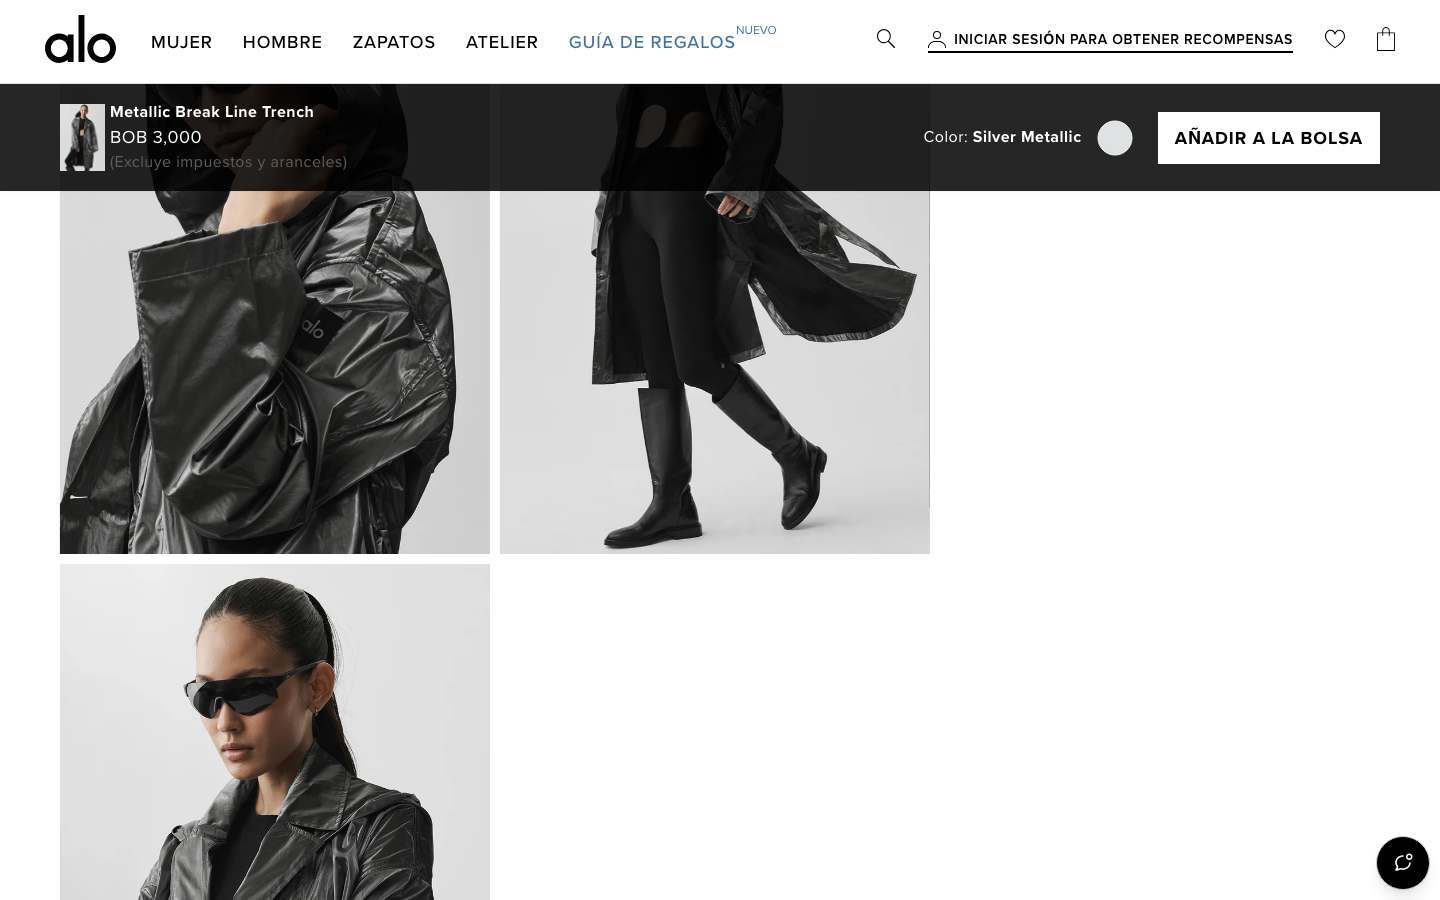 alo
MUJER
HOMBRE
ZAPATOS
ATELIER
GUÍA DE REGALOS
NUEVO
INICIAR SESIÓN PARA OBTENER RECOMPENSAS
Metallic Break Line Trench
BOB 3,000
(Excluye impuestos y aranceles)
Color: Silver Metallic
AÑADIR A LA BOLSA
alo